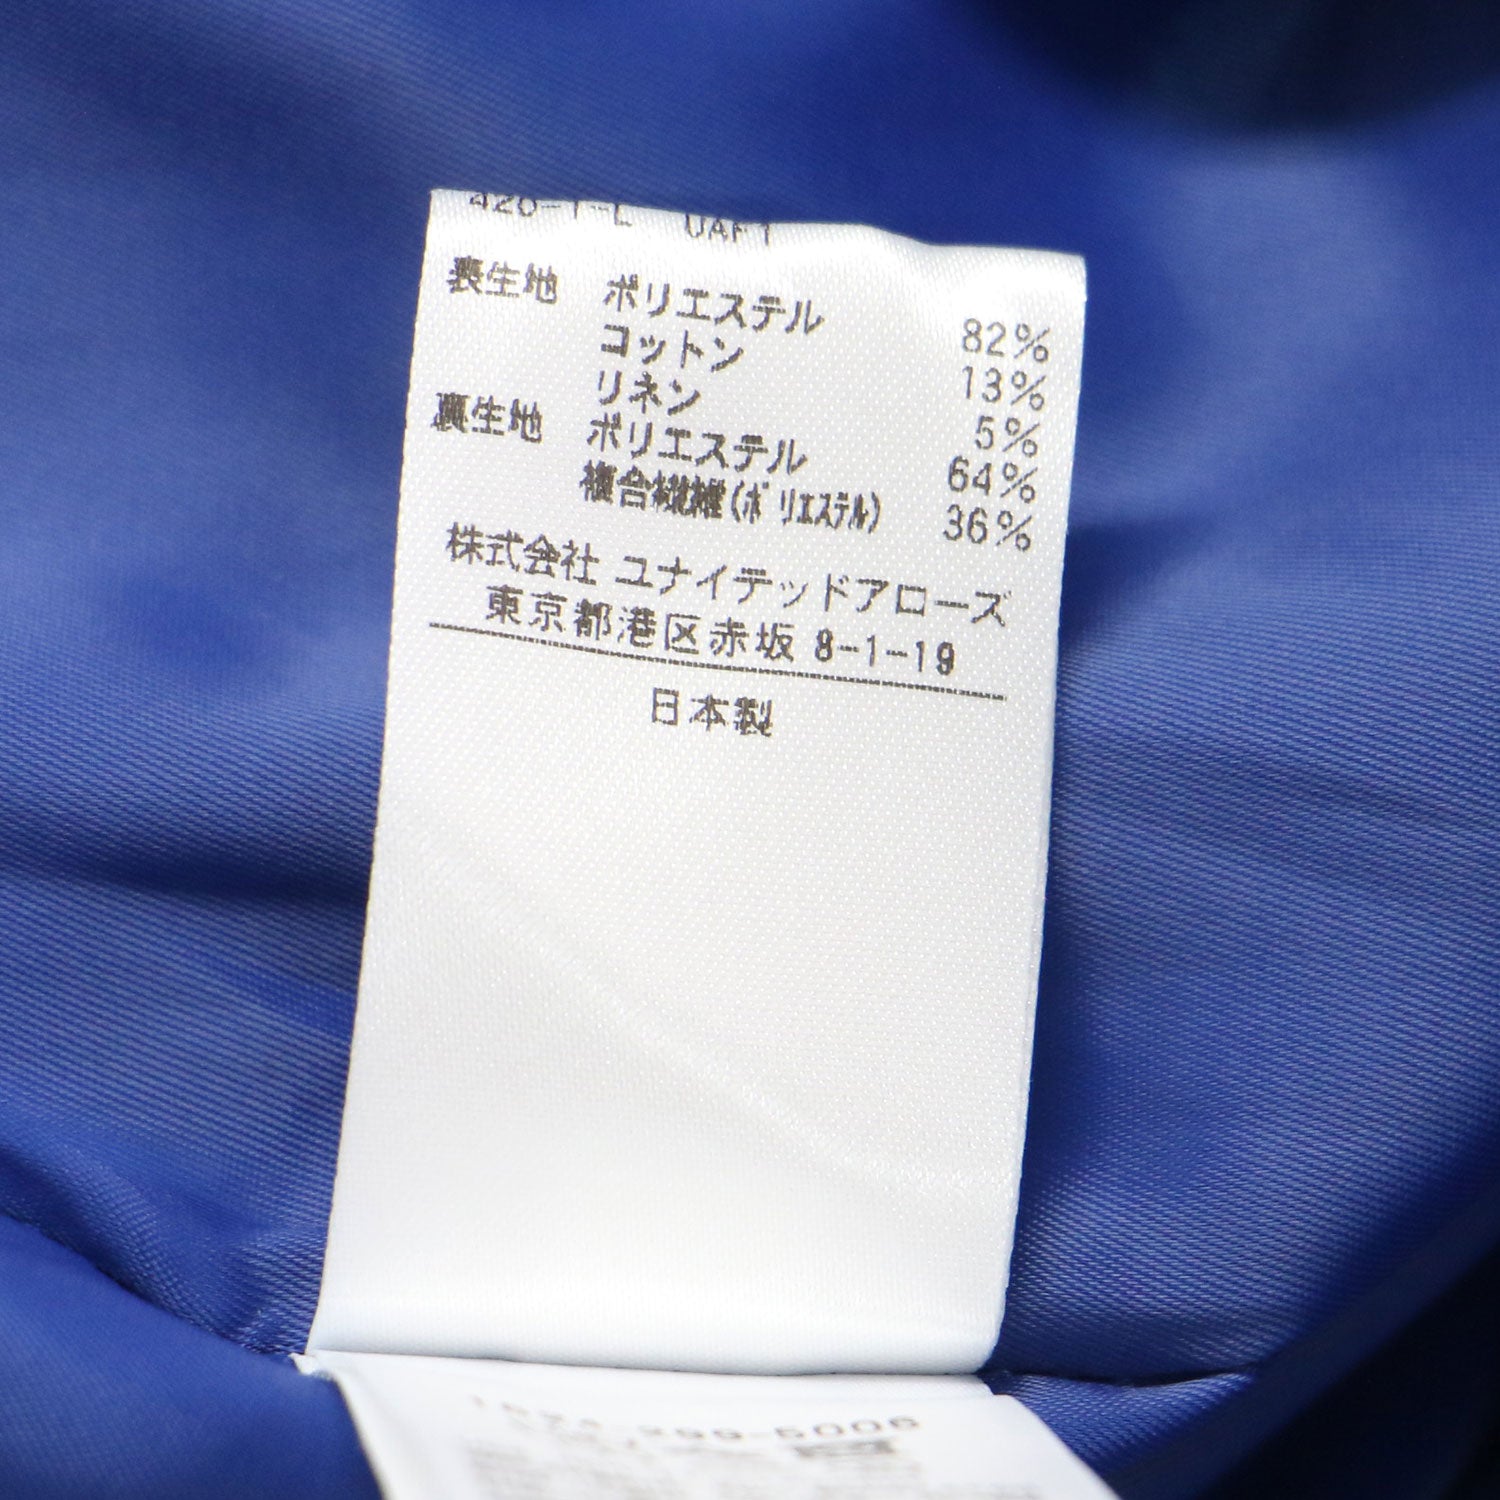 420-1-L UAF1
表生地 ポリエステル 82%
コットン 13%
リネン 5%
裏生地 ポリエステル 64%
複合繊維(ポリエステル) 36%
株式会社 ユナイテッドアローズ
東京都港区赤坂 8-1-19
日本製